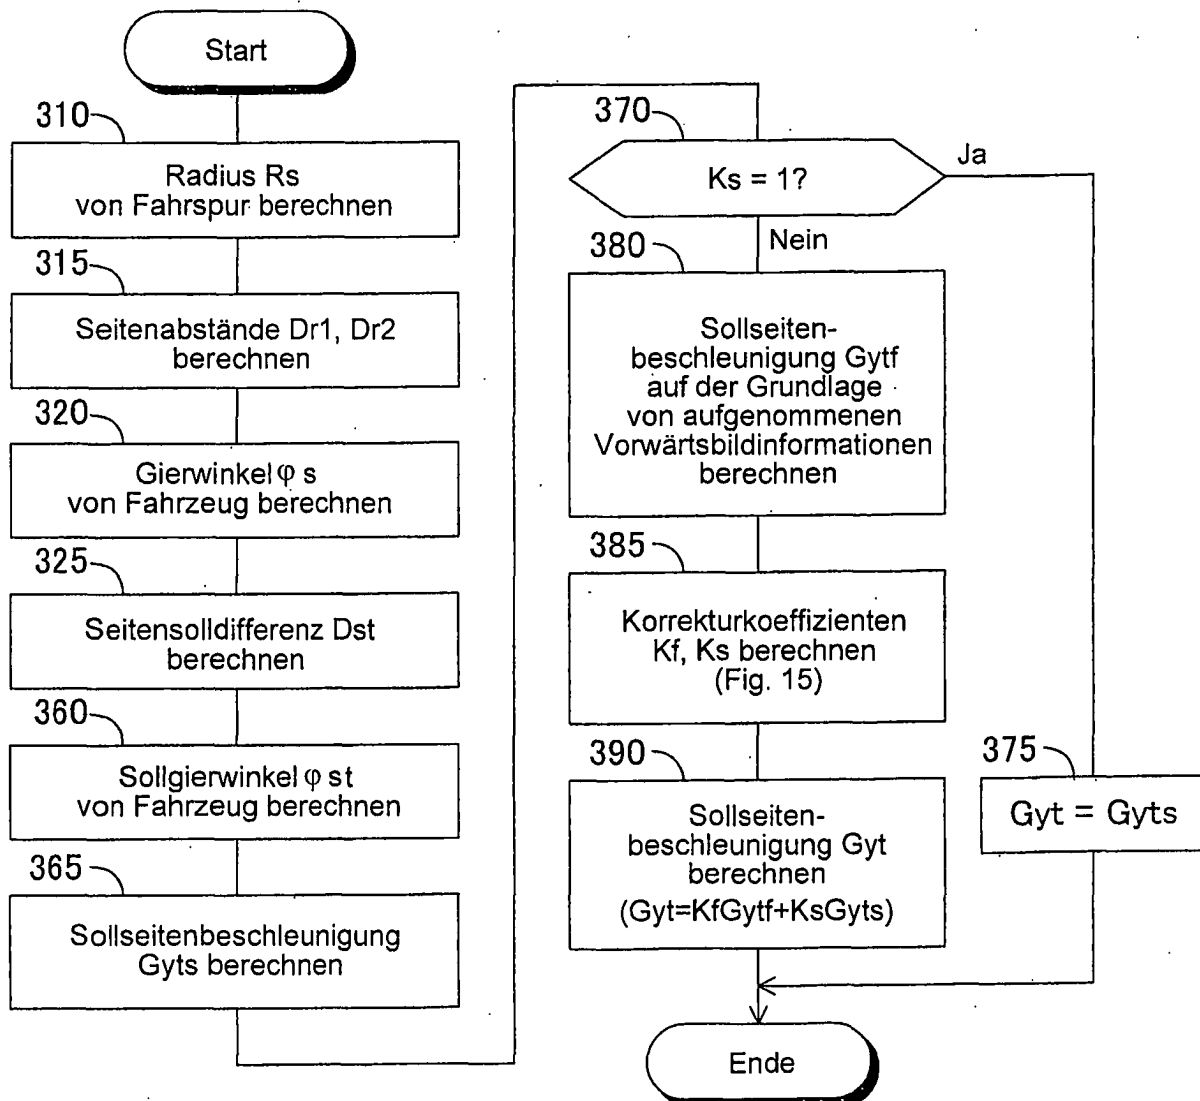 Start
310
Radius Rs
von Fahrspur berechnen
315
Seitenabstände Dr1, Dr2
berechnen
320
Gierwinkel φ s
von Fahrzeug berechnen
325
Seitensolldifferenz Dst
berechnen
360
Sollgierwinkel φ st
von Fahrzeug berechnen
365
Sollseitenbeschleunigung
Gyts berechnen
370
Ks = 1?
Ja
Nein
380
Sollseiten-
beschleunigung Gytf
auf der Grundlage
von aufgenommenen
Vorwärtsbildinformationen
berechnen
385
Korrekturkoeffizienten
Kf, Ks berechnen
(Fig. 15)
390
Sollseiten-
beschleunigung Gyt
berechnen
(Gyt=KfGytf+KsGyts)
375
Gyt = Gyts
Ende